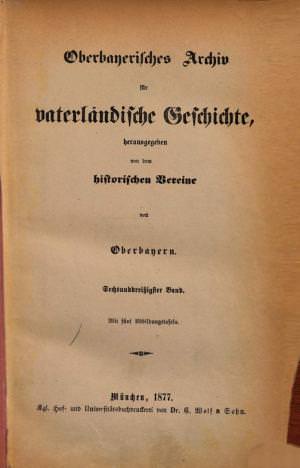 Oberbayerisches Archiv
für
vaterländische Geschichte,
herausgegeben
von dem
historischen Vereine
von
Oberbayern.
Sechsunddreißigster Band.
Mit fünf Abbildungstafeln.
München, 1877.
Kgl. Hof- und Universitätsbuchdruckerei von Dr. C. Wolf & Sohn.